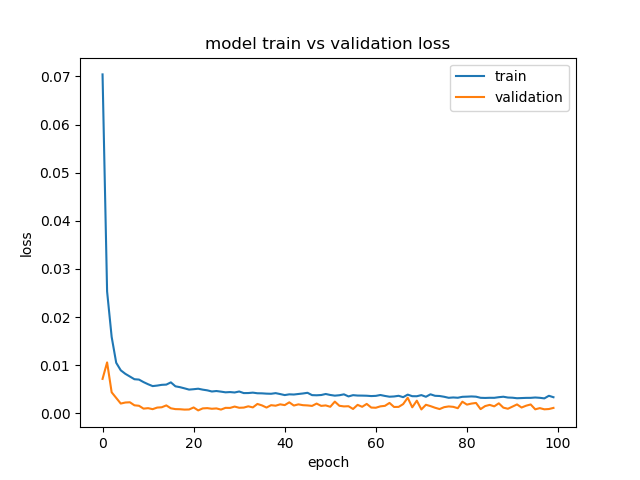 model train vs validation loss
train
validation
0.07
0.06
0.05
0.04
0.03
0.02
0.01
0.00
loss
0 20 40 60 80 100
epoch